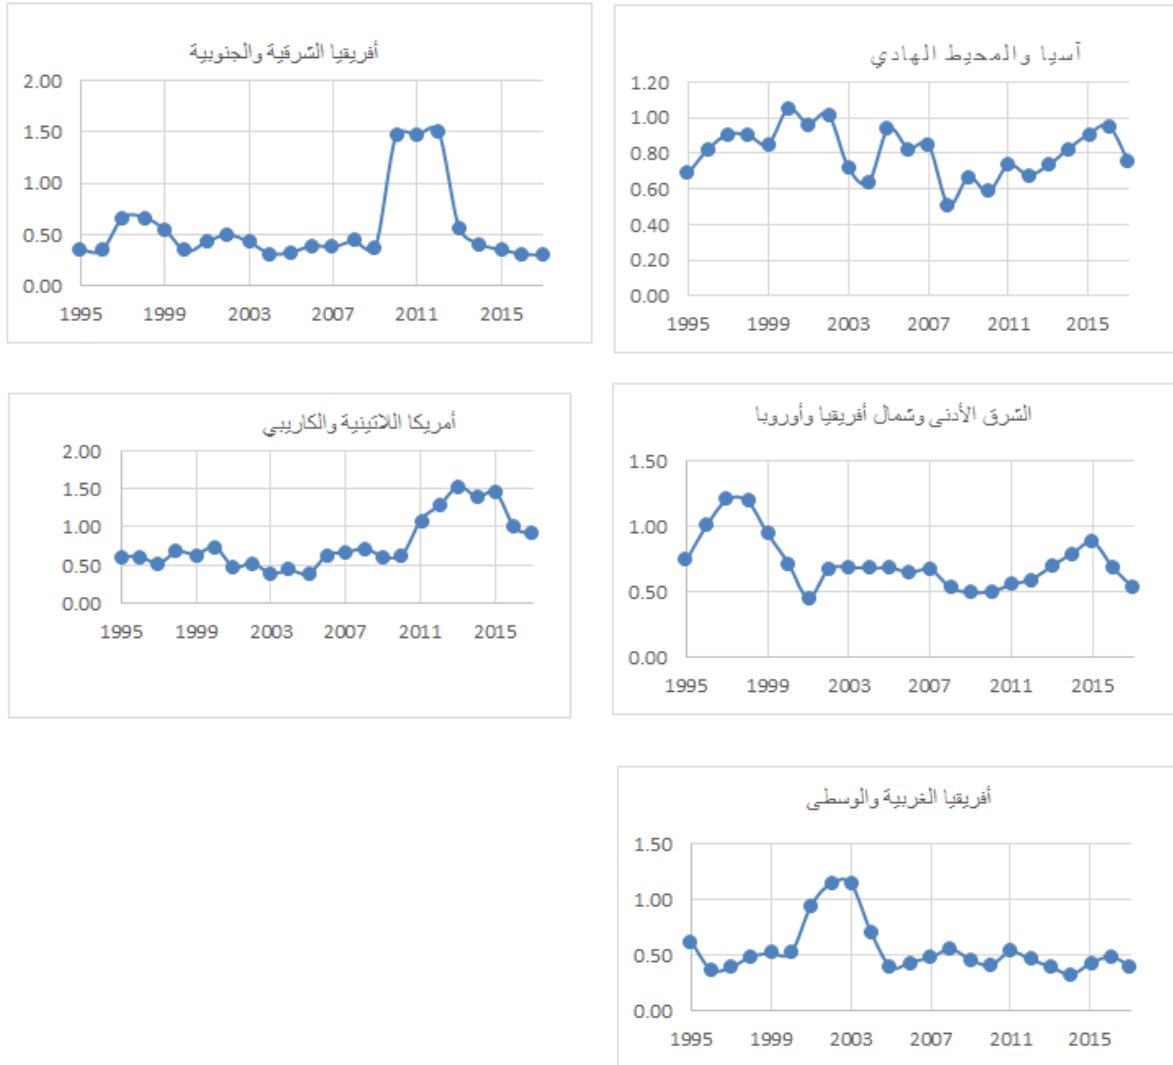 آسيا والمحيط الهادي
1.20
1.00
0.80
0.60
0.40
0.20
0.00
1995 1999 2003 2007 2011 2015
أفريقيا الشرقية والجنوبية
2.00
1.50
1.00
0.50
0.00
1995 1999 2003 2007 2011 2015
الشرق الأدنى وشمال أفريقيا وأوروبا
1.50
1.00
0.50
0.00
1995 1999 2003 2007 2011 2015
أمريكا اللاتينية والكاريبي
2.00
1.50
1.00
0.50
0.00
1995 1999 2003 2007 2011 2015
أفريقيا الغربية والوسطى
1.50
1.00
0.50
0.00
1995 1999 2003 2007 2011 2015